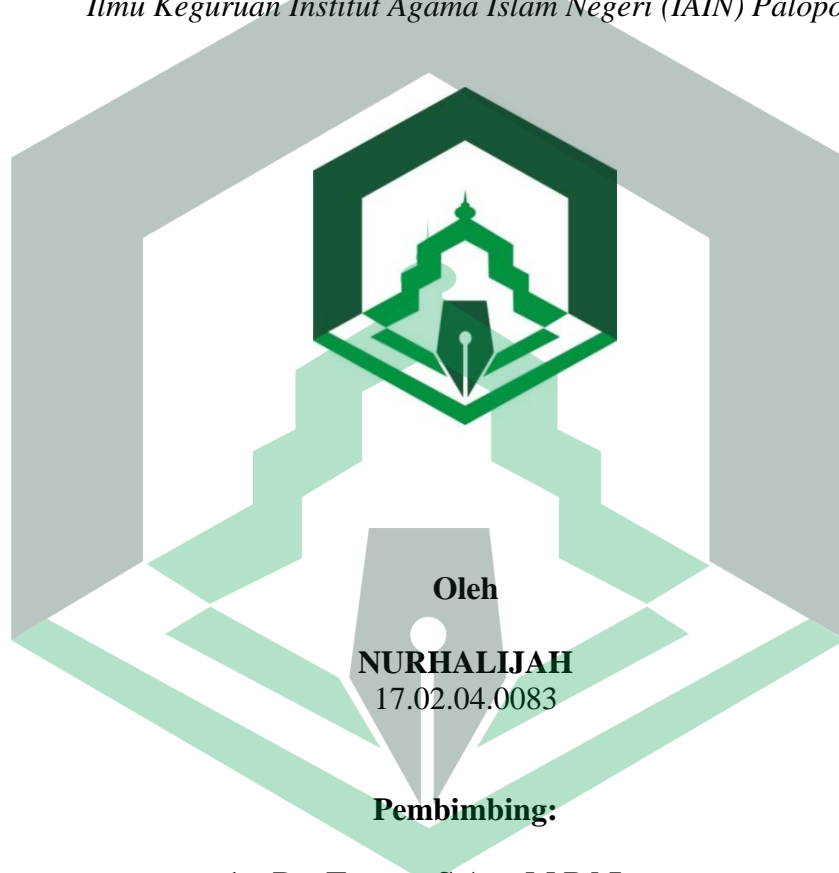 Ilmu Keguruan Institut Agama Islam Negeri (IAIN) Palopo
Oleh
NURHALIJAH
17.02.04.0083
Pembimbing: